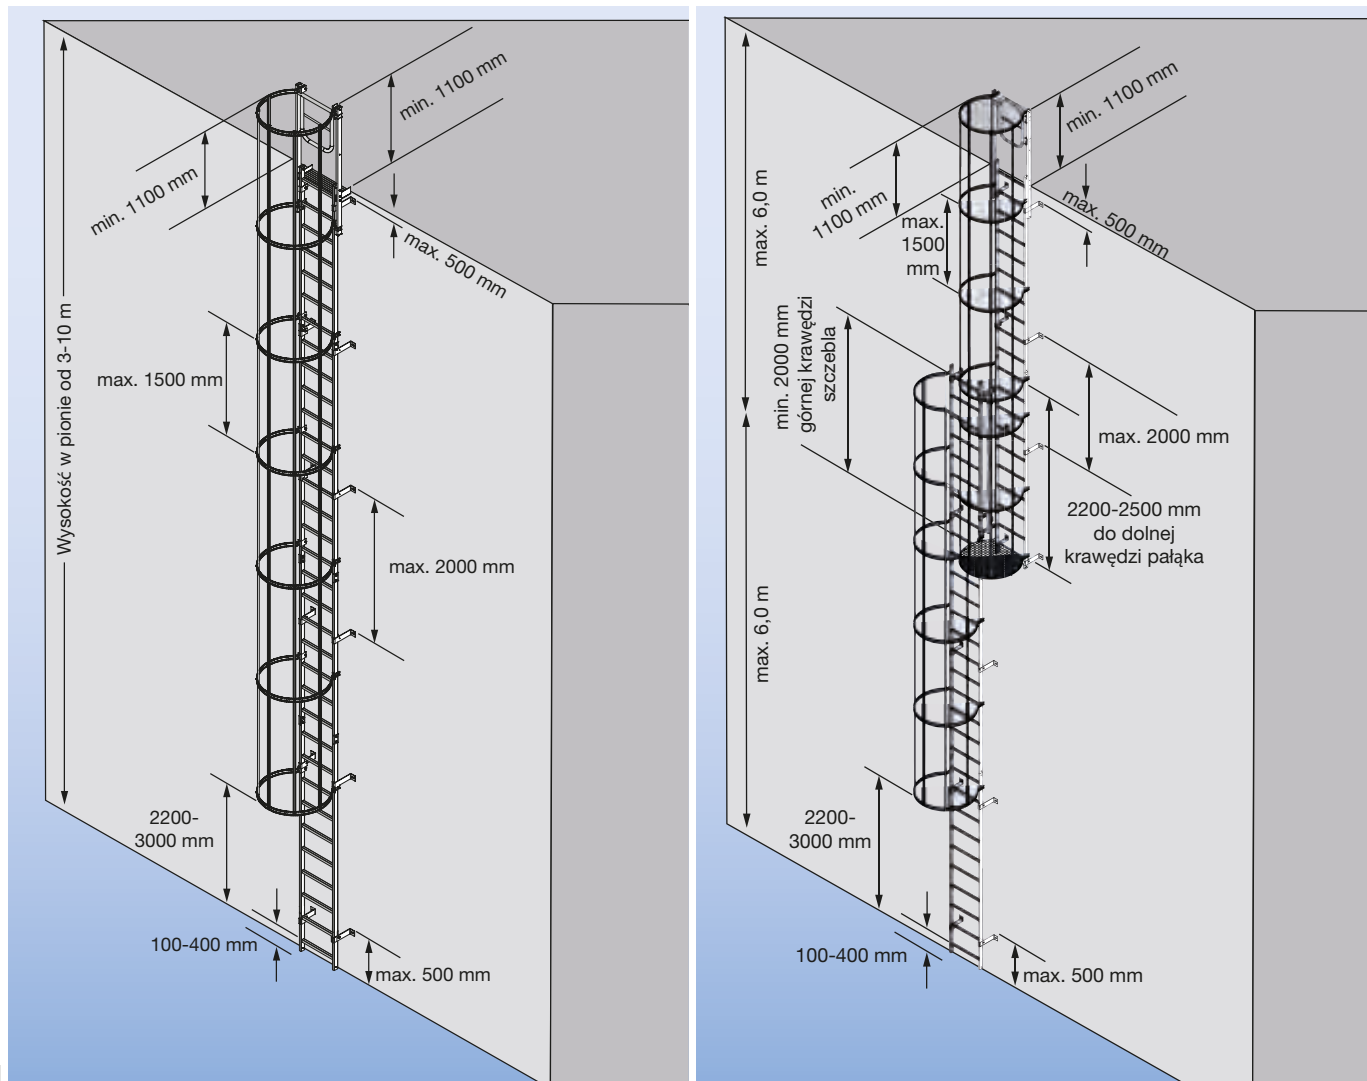 min. 1100 mm
min. 1100 mm
max. 500 mm
Wysokość w pionie od 3-10 m
max. 1500 mm
max. 2000 mm
2200-
3000 mm
100-400 mm
max. 500 mm
min. 1100 mm
max. 6,0 m
min.
1100 mm
max. 500 mm
max.
1500
mm
min. 2000 mm
górnej krawędzi
szczebla
max. 2000 mm
2200-2500 mm
do dolnej
krawędzi pałąka
max. 6,0 m
2200-
3000 mm
100-400 mm
max. 500 mm